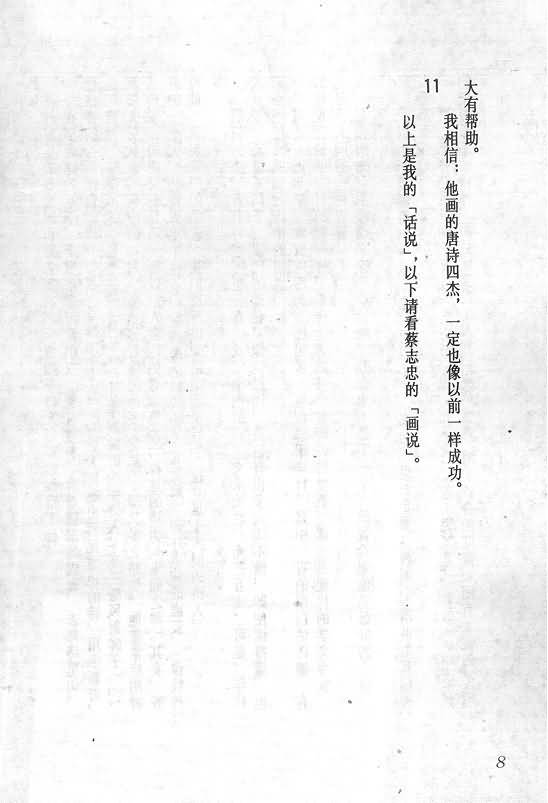 大有帮助。
11
我相信：他画的唐诗四杰，一定也像以前一样成功。
以上是我的「话说」，以下请看蔡志忠的「画说」。
8